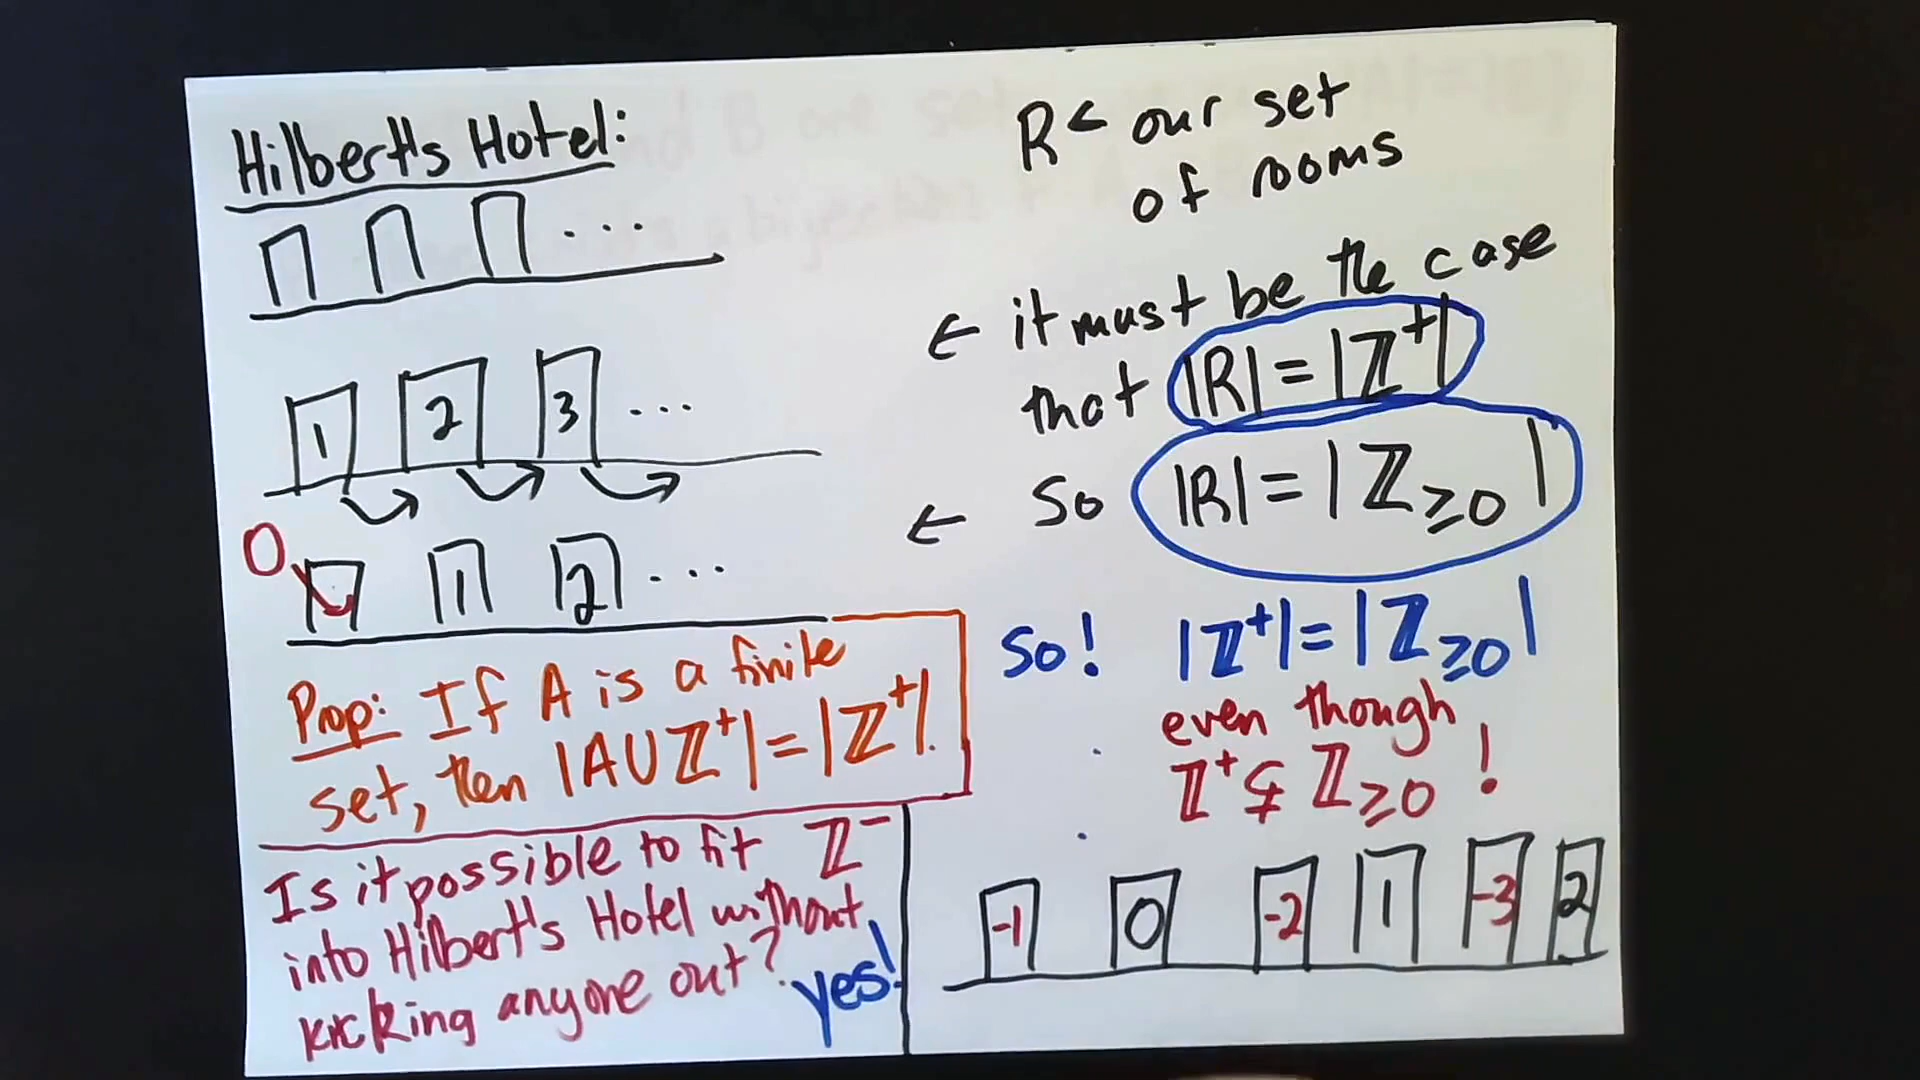 Hilbert's Hotel:
...
1 2 3 ...
0 1 2 ...
Prop: If A is a finite
set, then |A∪ℤ⁺|=|ℤ⁺|.
Is it possible to fit ℤ⁻
into Hilbert's Hotel without
kicking anyone out?
yes!
R ← our set
of rooms
← it must be the case
that |R|=|ℤ⁺|
← So |R|=|ℤ≥0|
So! |ℤ⁺|=|ℤ≥0|
even though
ℤ⁺⊊ℤ≥0!
-1 0 -2 1 -3 2